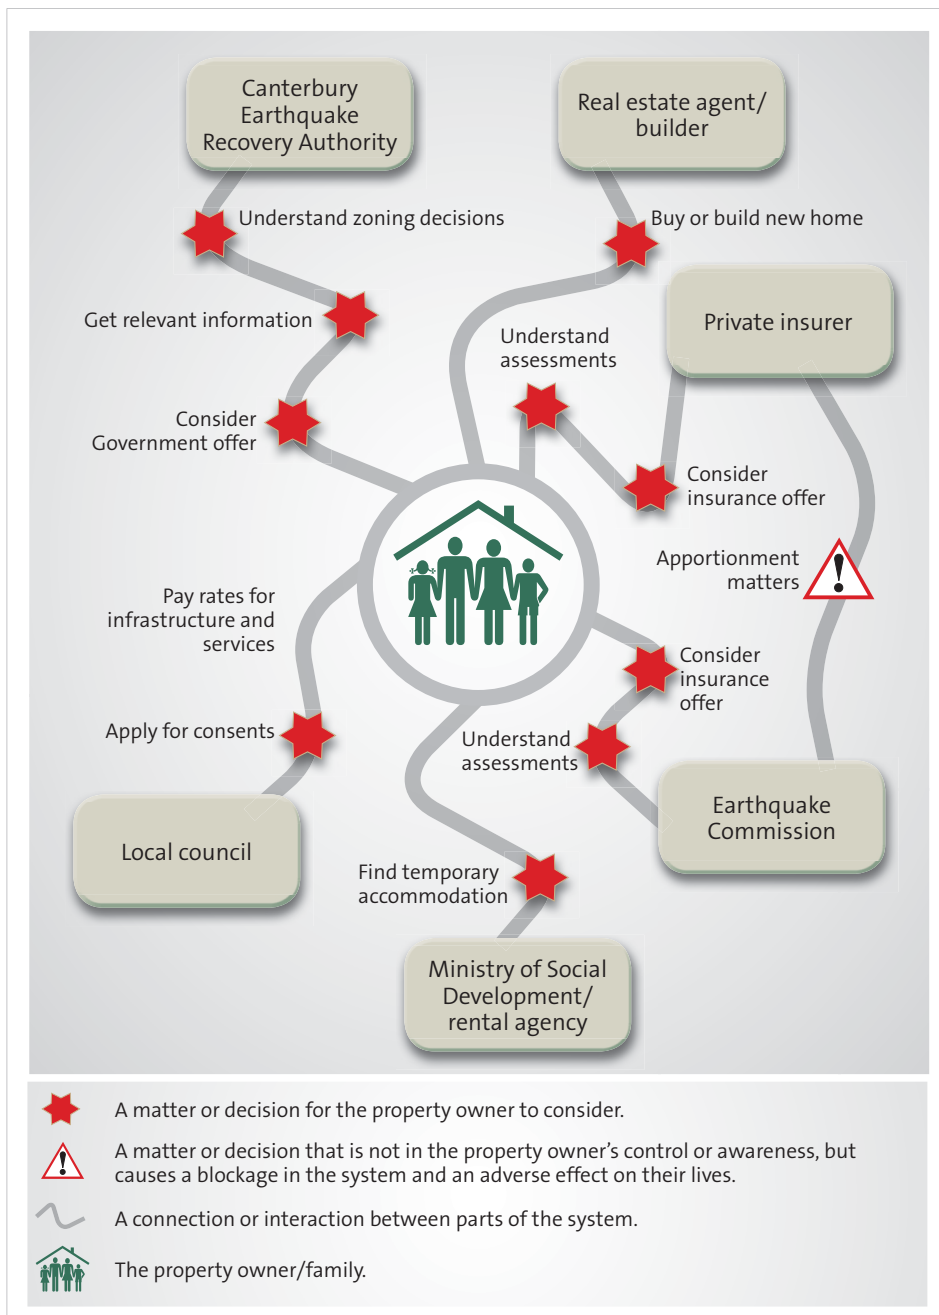 Canterbury
Earthquake
Recovery Authority
Real estate agent/
builder
Understand zoning decisions
Buy or build new home
Get relevant information
Private insurer
Understand
assessments
Consider
Government offer
Consider
insurance offer
Apportionment
matters
Pay rates for
infrastructure and
services
Consider
insurance
offer
Apply for consents
Understand
assessments
Earthquake
Commission
Local council
Find temporary
accommodation
Ministry of Social
Development/
rental agency
A matter or decision for the property owner to consider.
A matter or decision that is not in the property owner’s control or awareness, but
causes a blockage in the system and an adverse effect on their lives.
A connection or interaction between parts of the system.
The property owner/family.